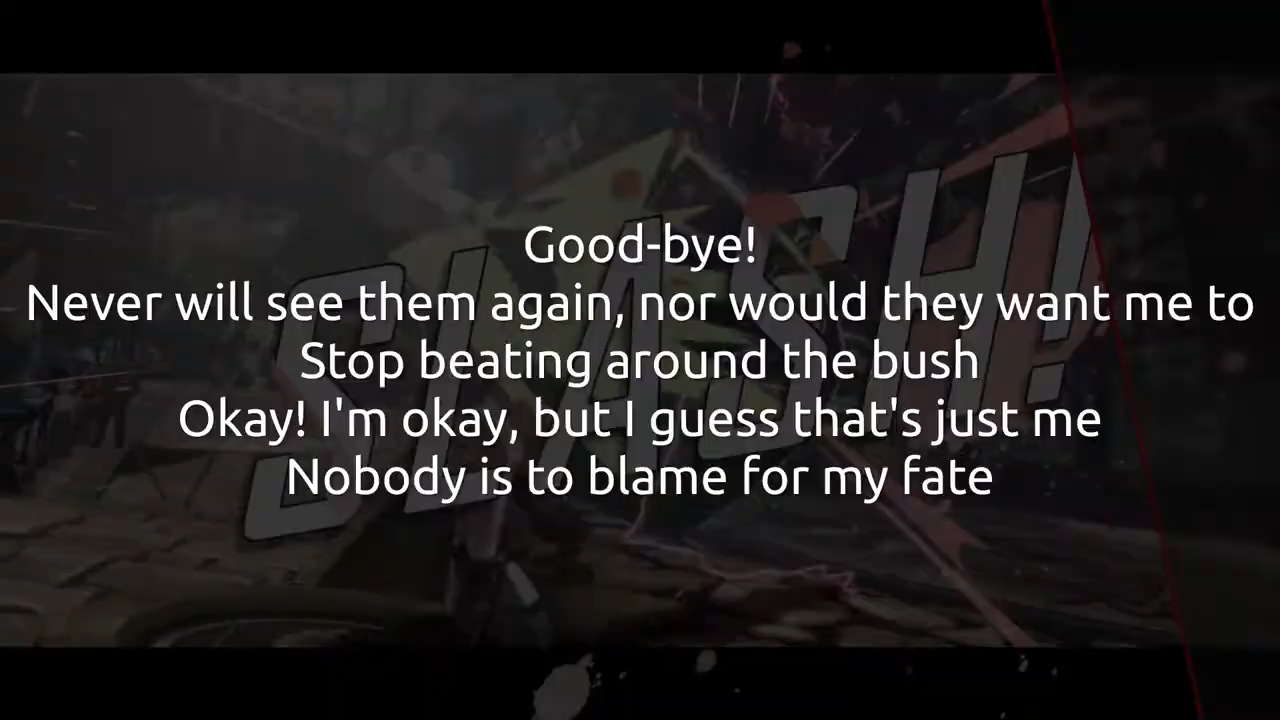 SLASH!
Good-bye!
Never will see them again, nor would they want me to
Stop beating around the bush
Okay! I'm okay, but I guess that's just me
Nobody is to blame for my fate